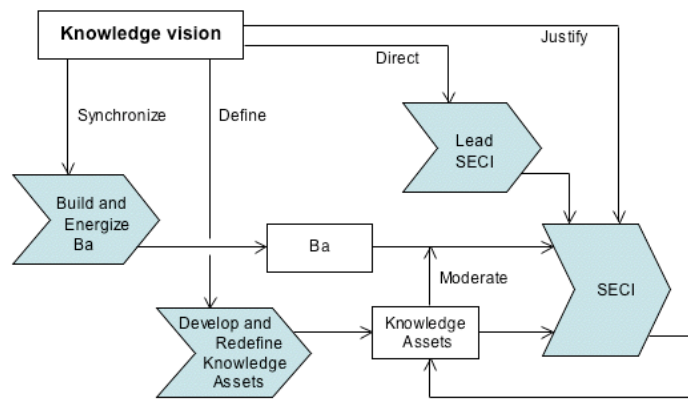 Knowledge vision
Justify
Direct
Synchronize
Define
Lead
SECI
Build and
Energize
Ba
Ba
Moderate
SECI
Develop and
Redefine
Knowledge
Assets
Knowledge
Assets